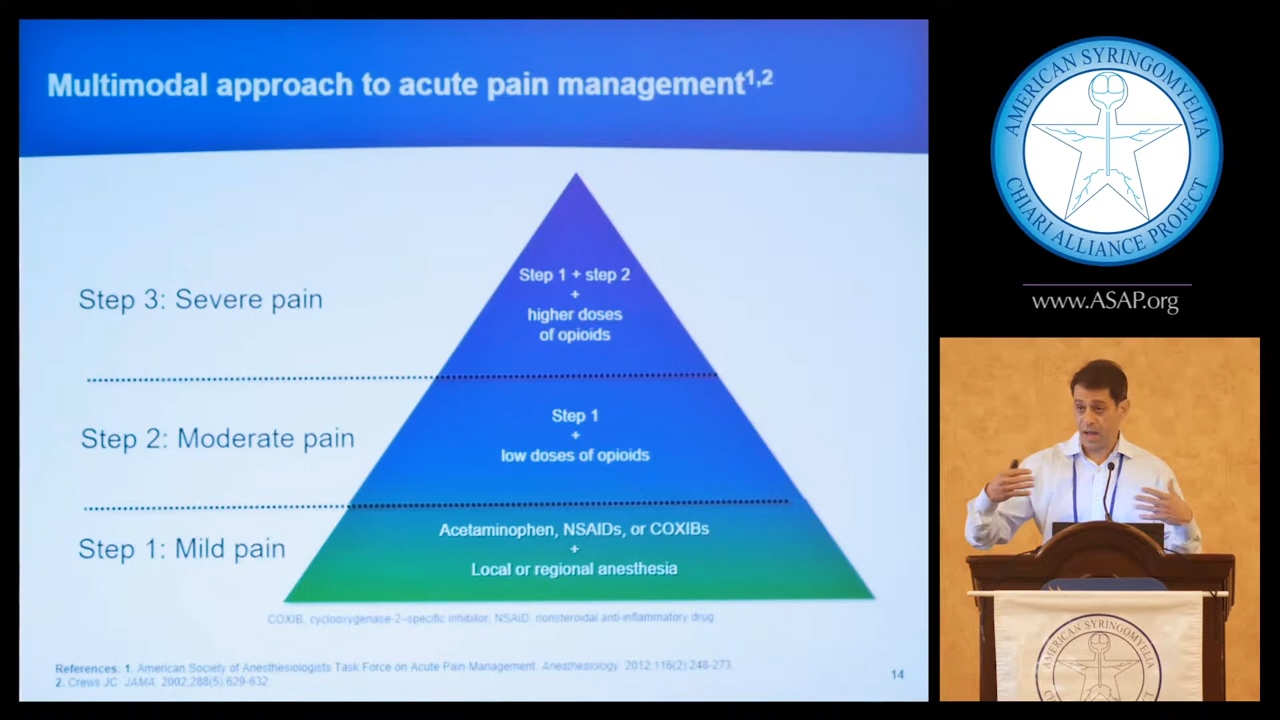 Multimodal approach to acute pain management1,2
Step 3: Severe pain
Step 1 + step 2
+
higher doses
of opioids
Step 2: Moderate pain
Step 1
+
low doses of opioids
Step 1: Mild pain
Acetaminophen, NSAIDs, or COXIBs
+
Local or regional anesthesia
COXIB, cyclooxygenase-2–specific inhibitor; NSAID, nonsteroidal anti-inflammatory drug
References: 1. American Society of Anesthesiologists Task Force on Acute Pain Management. Anesthesiology. 2012;116(2):248-273.
2. Crews JC. JAMA. 2002;288(5):629-632.
14
AMERICAN SYRINGOMYELIA
CHIARI ALLIANCE PROJECT
www.ASAP.org
AMERICAN SYRINGOMYELIA